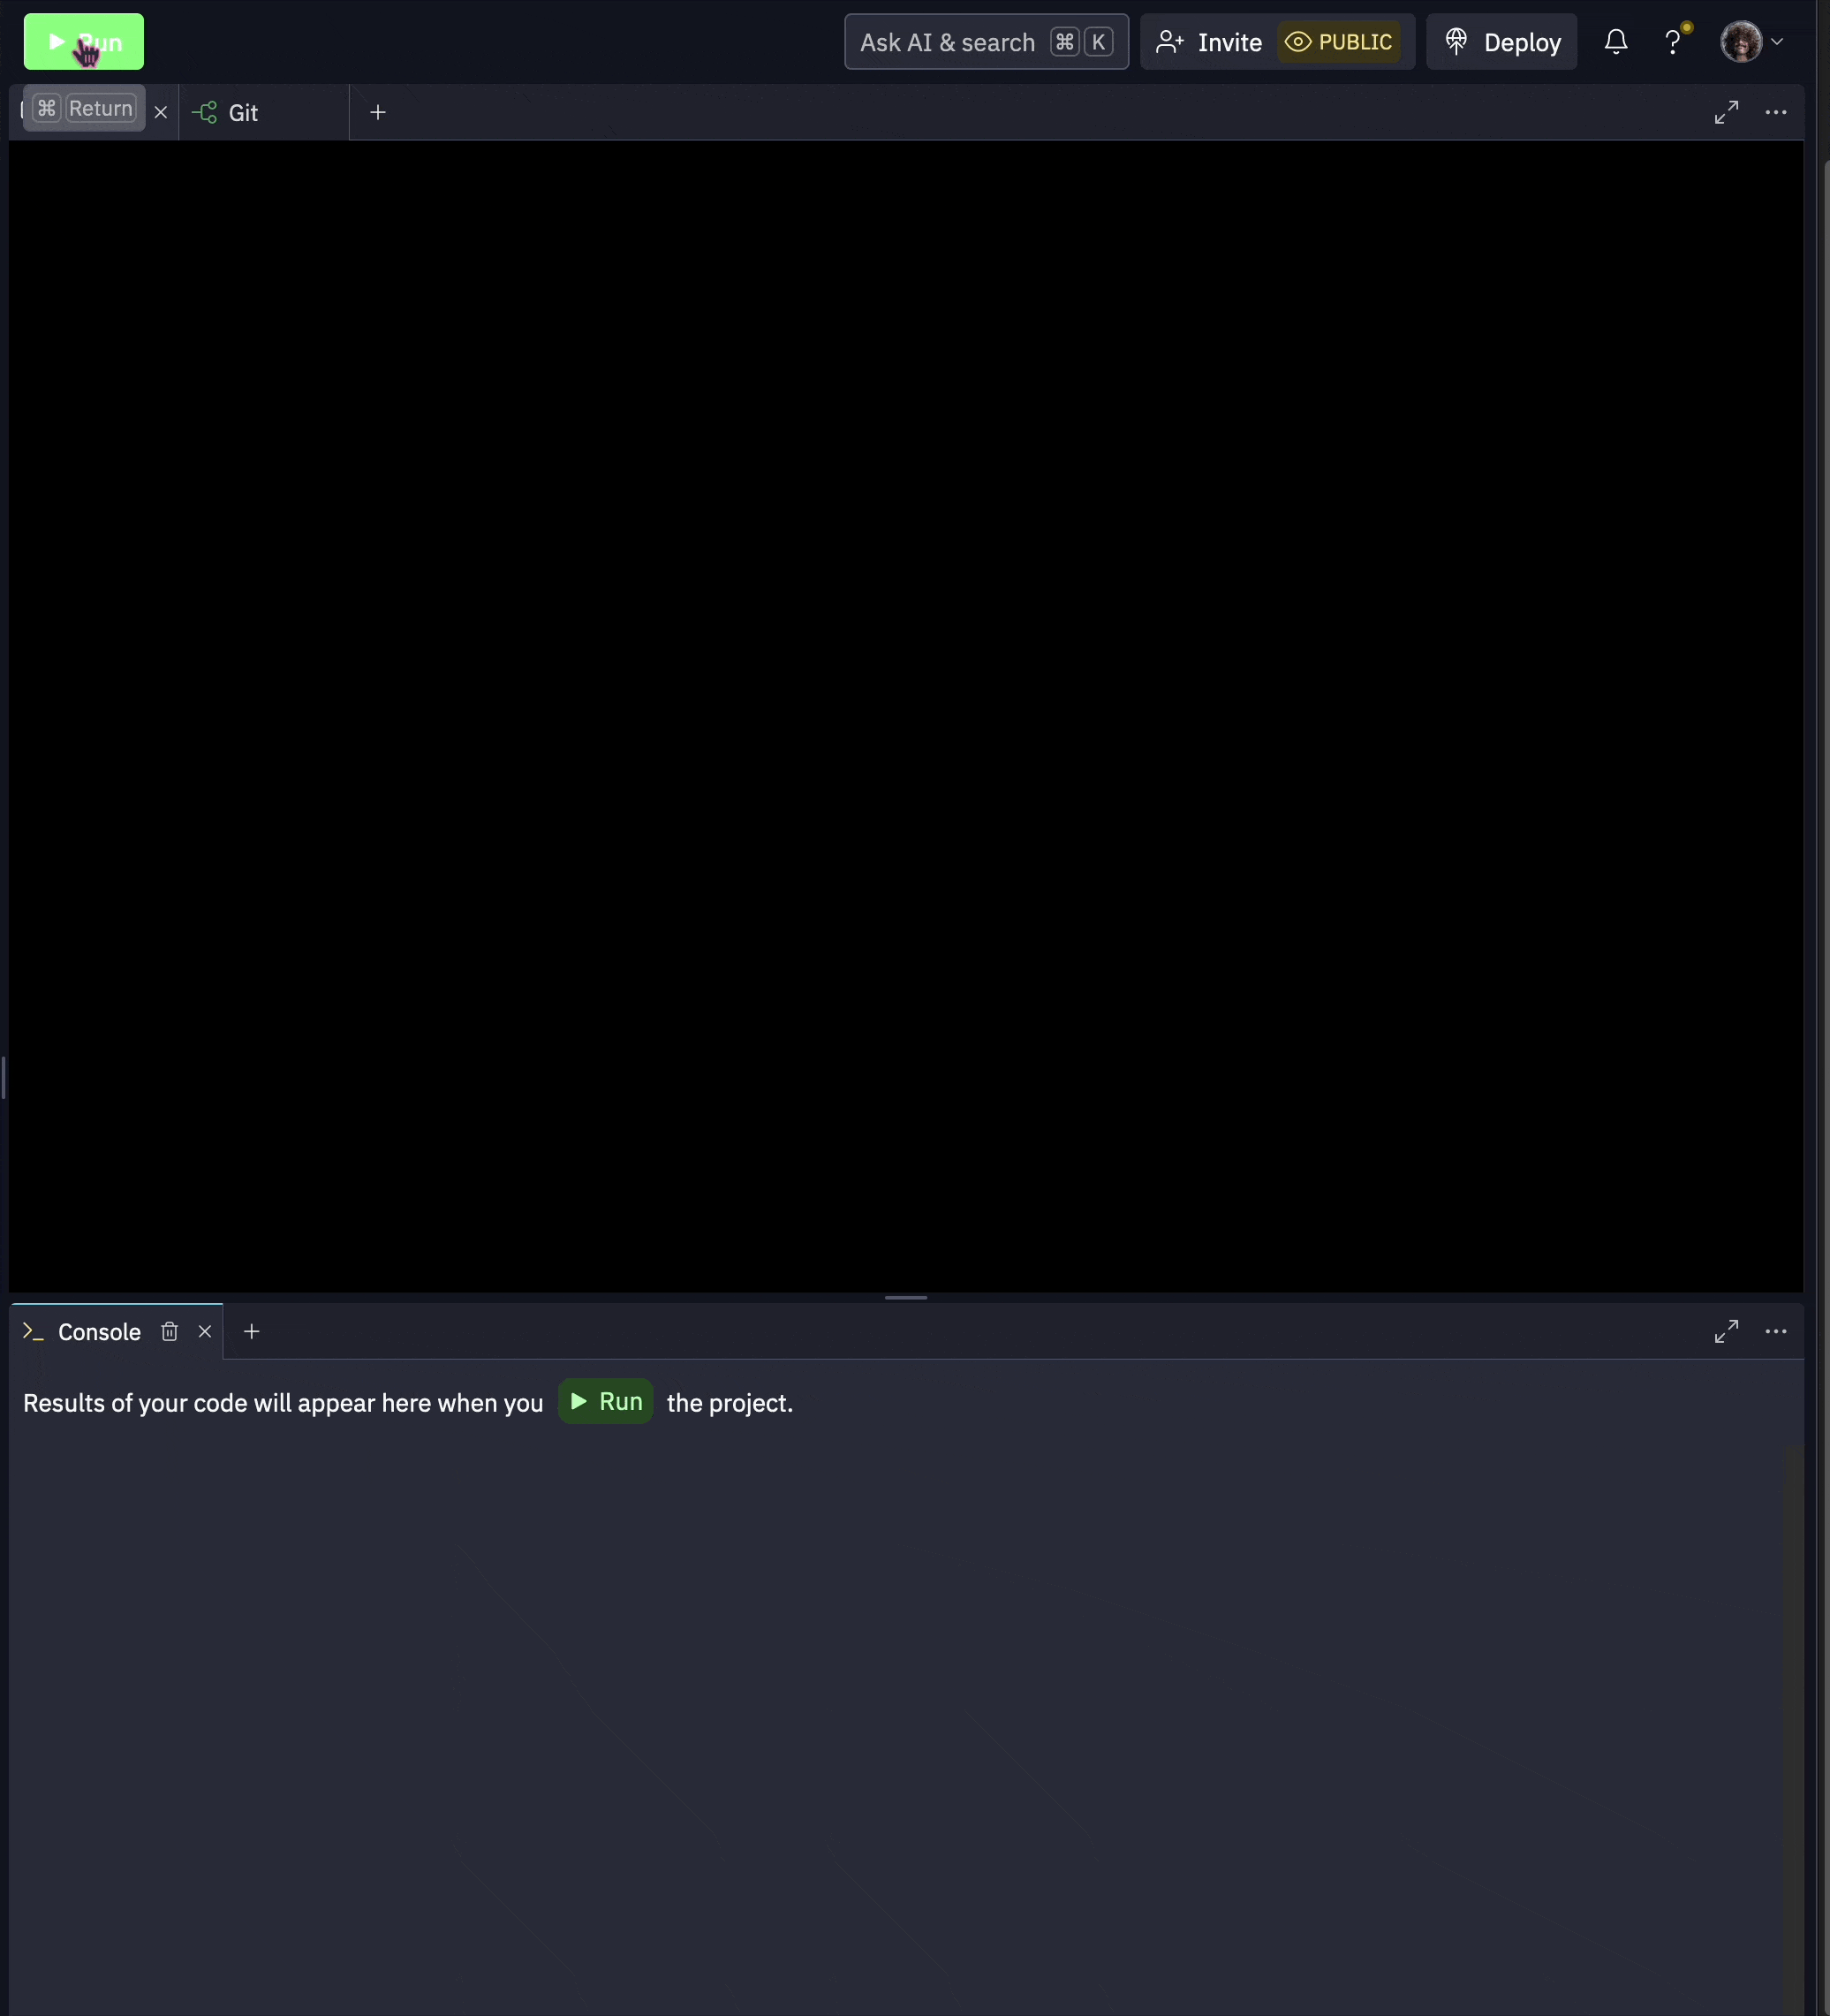 Run
Ask AI & search ⌘ K
Invite PUBLIC
Deploy
?
⌘ Return
Git
Console
Results of your code will appear here when you Run the project.